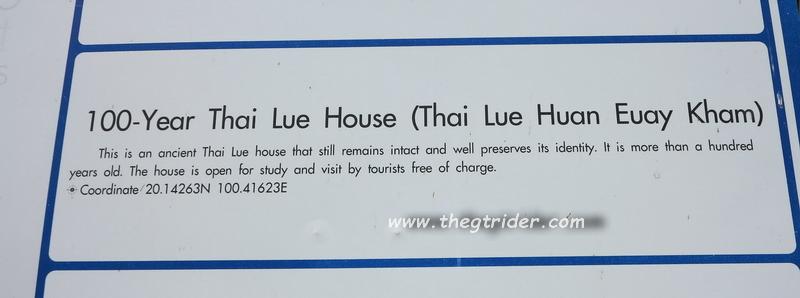 100-Year Thai Lue House (Thai Lue Huan Euay Kham)
This is an ancient Thai Lue house that still remains intact and well preserves its identity. It is more than a hundred
years old. The house is open for study and visit by tourists free of charge.
Coordinate 20.14263N 100.41623E
www.thegtrider.com